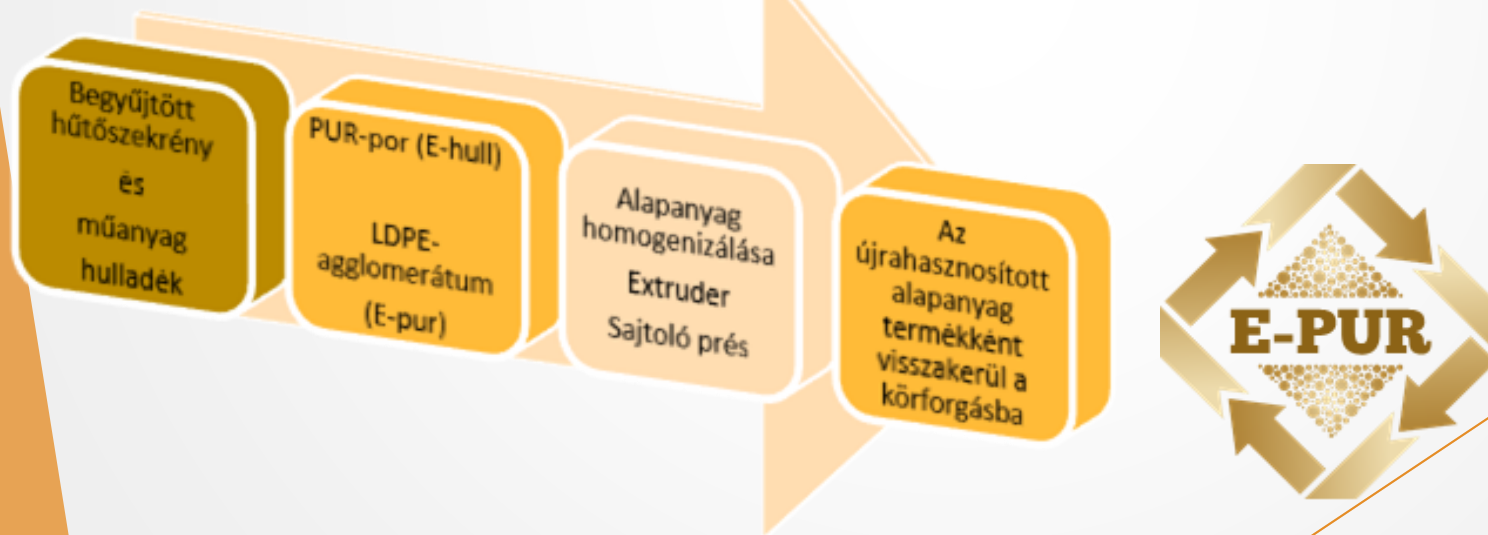 Begyűjtött
hűtőszekrény
és
műanyag
hulladék
PUR-por (E-hull)
LDPE-
agglomerátum
(E-pur)
Alapanyag
homogenizálása
Extruder
Sajtoló prés
Az
újrahasznosított
alapanyag
termékként
visszakerül a
körforgásba
E-PUR